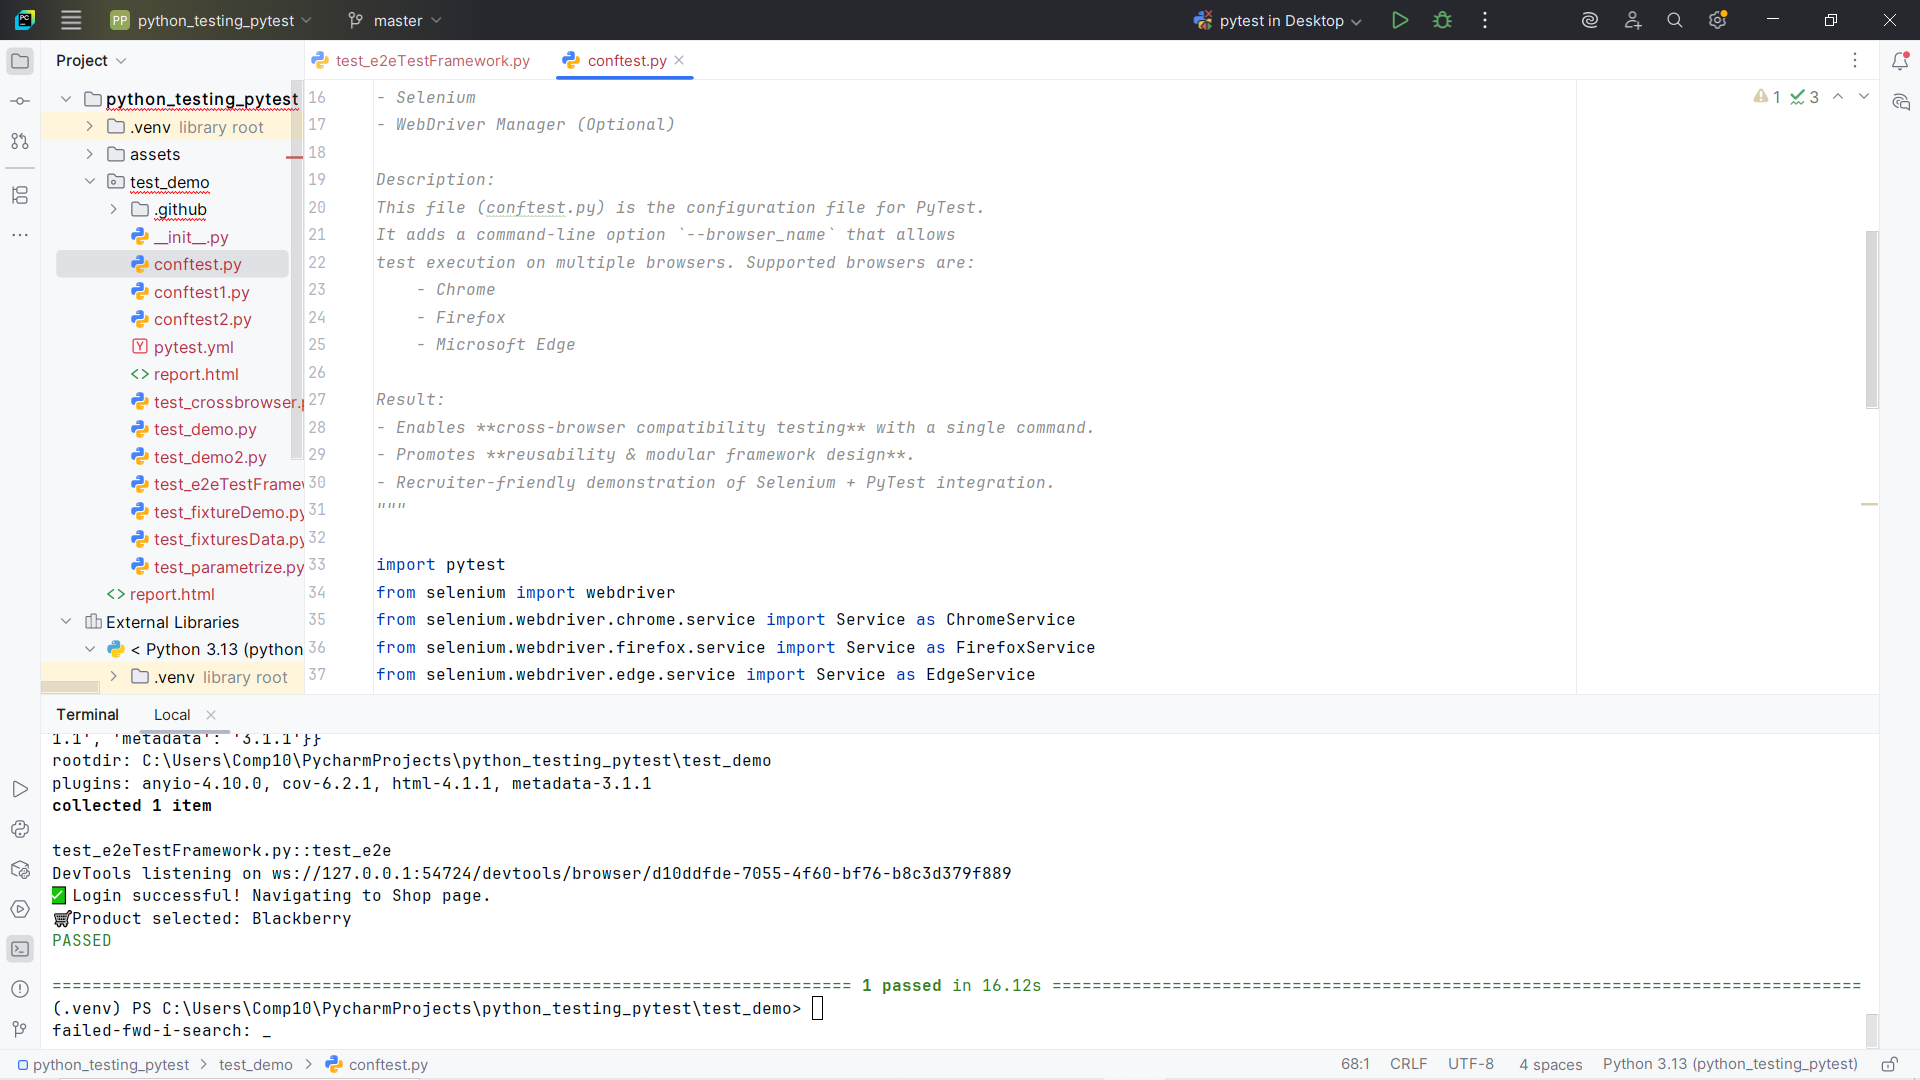 PC
PP python_testing_pytest
master
pytest in Desktop
Project
python_testing_pytest
.venv library root
assets
test_demo
.github
__init__.py
conftest.py
conftest1.py
conftest2.py
pytest.yml
report.html
test_crossbrowser.
test_demo.py
test_demo2.py
test_e2eTestFrame
test_fixtureDemo.py
test_fixturesData.py
test_parametrize.py
report.html
External Libraries
< Python 3.13 (python
.venv library root
test_e2eTestFramework.py
conftest.py
1 3
16 - Selenium
17 - WebDriver Manager (Optional)
18
19 Description:
20 This file (conftest.py) is the configuration file for PyTest.
21 It adds a command-line option `--browser_name` that allows
22 test execution on multiple browsers. Supported browsers are:
23 - Chrome
24 - Firefox
25 - Microsoft Edge
26
27 Result:
28 - Enables **cross-browser compatibility testing** with a single command.
29 - Promotes **reusability & modular framework design**.
30 - Recruiter-friendly demonstration of Selenium + PyTest integration.
31 """
32
33 import pytest
34 from selenium import webdriver
35 from selenium.webdriver.chrome.service import Service as ChromeService
36 from selenium.webdriver.firefox.service import Service as FirefoxService
37 from selenium.webdriver.edge.service import Service as EdgeService
Terminal Local
1.1', 'metadata': '3.1.1'}}
rootdir: C:\Users\Comp10\PycharmProjects\python_testing_pytest\test_demo
plugins: anyio-4.10.0, cov-6.2.1, html-4.1.1, metadata-3.1.1
collected 1 item
test_e2eTestFramework.py::test_e2e
DevTools listening on ws://127.0.0.1:54724/devtools/browser/d10ddfde-7055-4f60-bf76-b8c3d379f889
✅ Login successful! Navigating to Shop page.
🛒Product selected: Blackberry
PASSED
================================================================================ 1 passed in 16.12s =================================================================================
(.venv) PS C:\Users\Comp10\PycharmProjects\python_testing_pytest\test_demo>
failed-fwd-i-search: _
python_testing_pytest > test_demo > conftest.py
68:1 CRLF UTF-8 4 spaces Python 3.13 (python_testing_pytest)